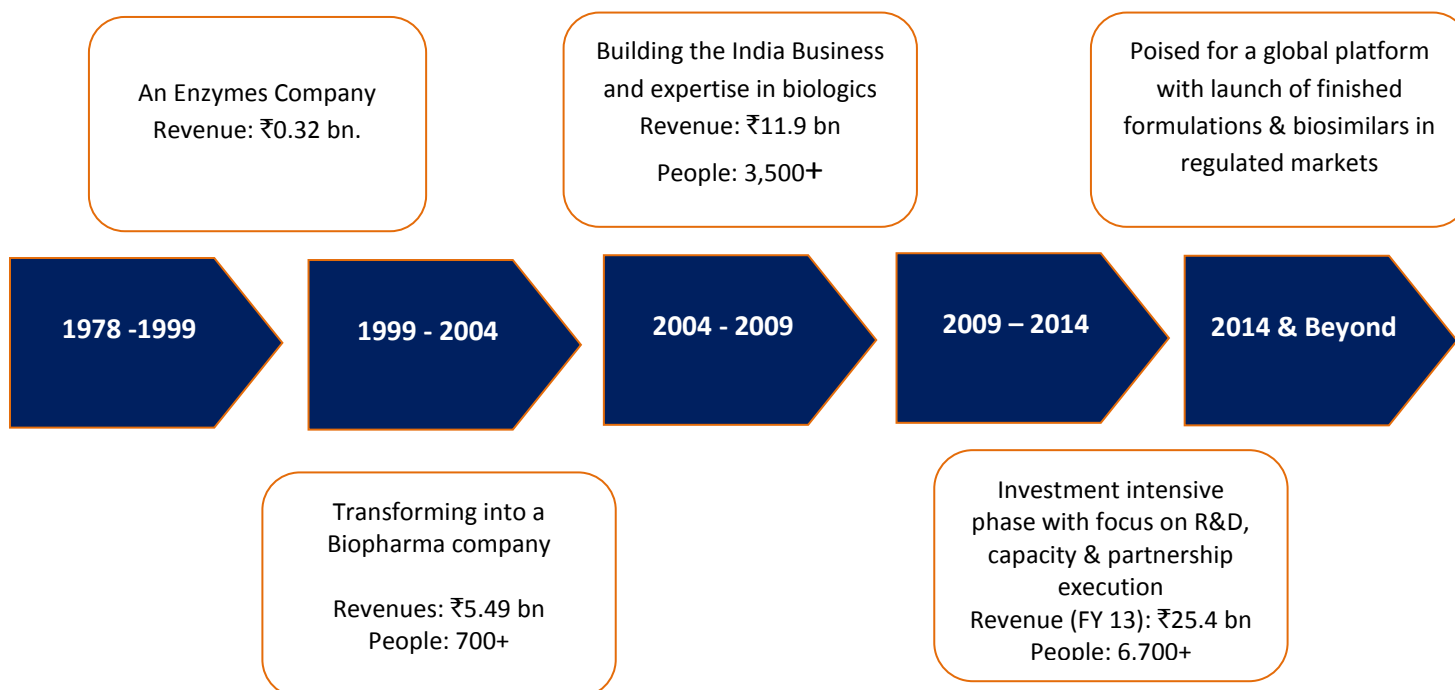 An Enzymes Company
Revenue: ₹0.32 bn.
Building the India Business
and expertise in biologics
Revenue: ₹11.9 bn
People: 3,500+
Poised for a global platform
with launch of finished
formulations & biosimilars in
regulated markets
1978 -1999
1999 - 2004
2004 - 2009
2009 – 2014
2014 & Beyond
Transforming into a
Biopharma company
Revenues: ₹5.49 bn
People: 700+
Investment intensive
phase with focus on R&D,
capacity & partnership
execution
Revenue (FY 13): ₹25.4 bn
People: 6,700+